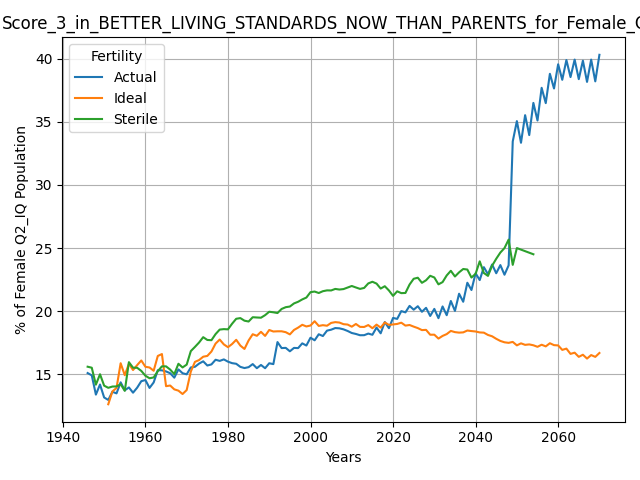 Score_3_in_BETTER_LIVING_STANDARDS_NOW_THAN_PARENTS_for_Female_
Fertility
Actual
Ideal
Sterile
% of Female Q2_IQ Population
40
35
30
25
20
15
1940
1960
1980
2000
2020
2040
2060
Years